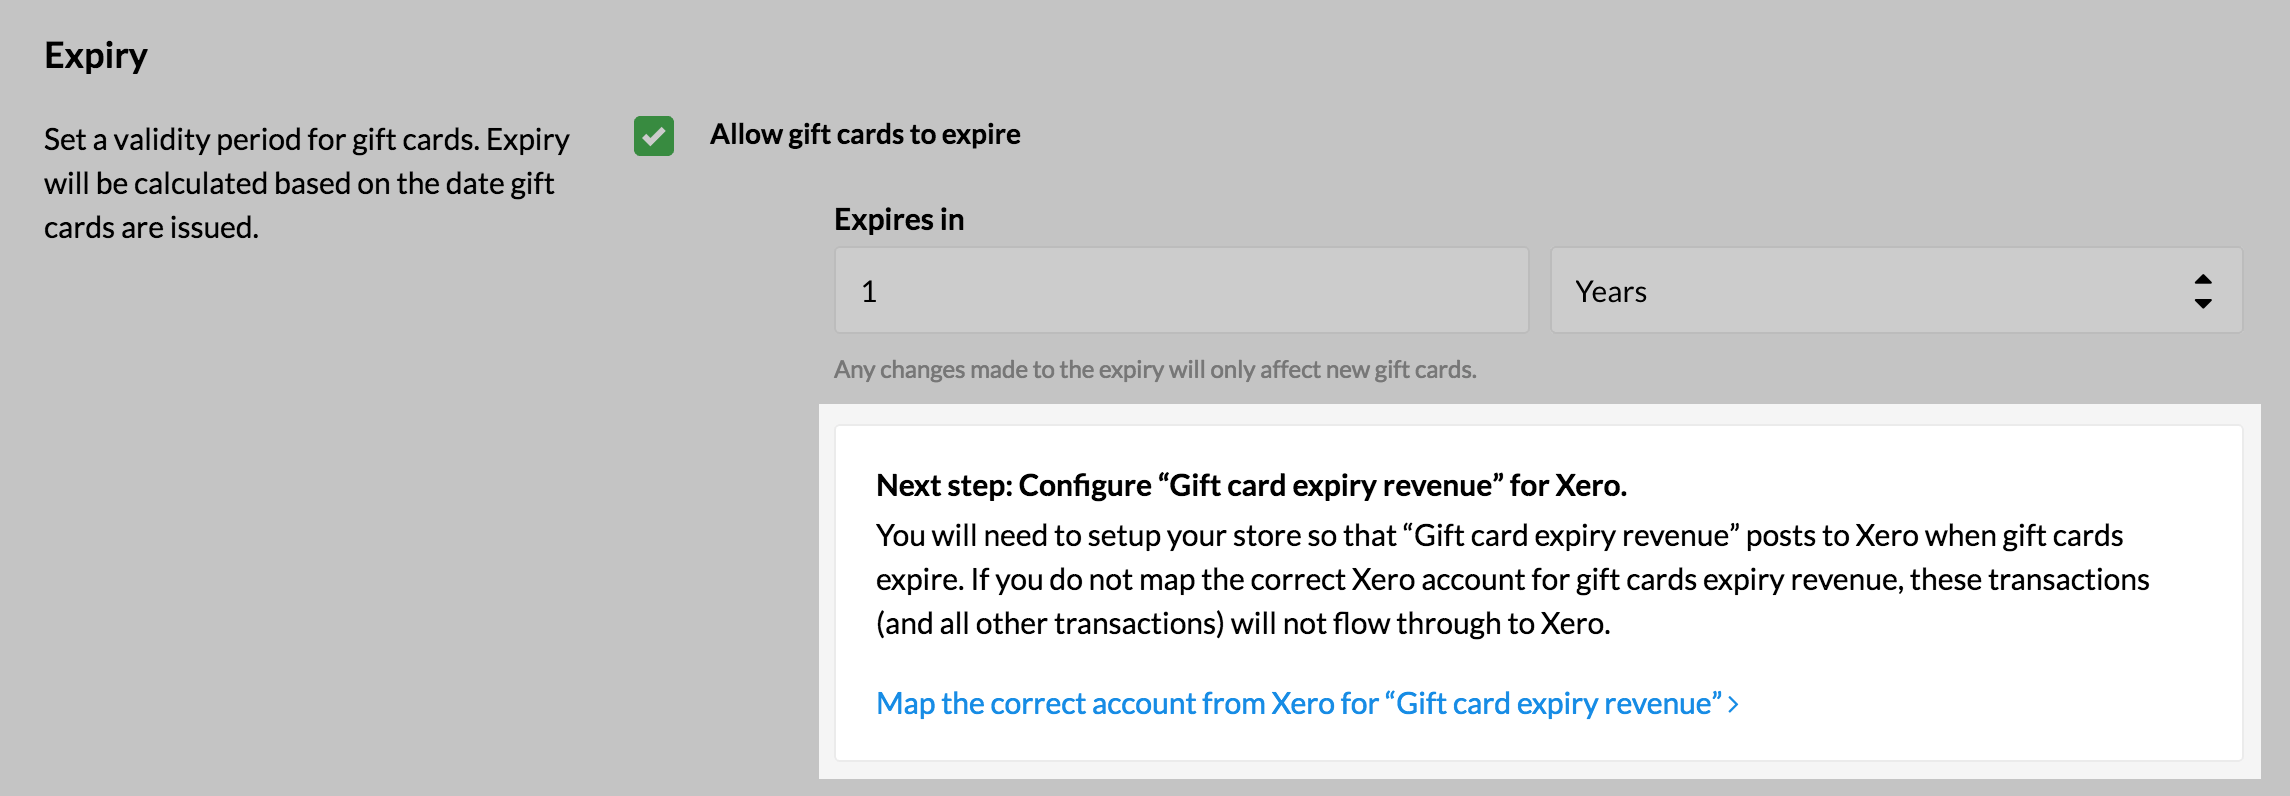 Expiry
Set a validity period for gift cards. Expiry
will be calculated based on the date gift
cards are issued.
Allow gift cards to expire
Expires in
1
Years
Any changes made to the expiry will only affect new gift cards.
Next step: Configure “Gift card expiry revenue” for Xero.
You will need to setup your store so that “Gift card expiry revenue” posts to Xero when gift cards
expire. If you do not map the correct Xero account for gift cards expiry revenue, these transactions
(and all other transactions) will not flow through to Xero.
Map the correct account from Xero for “Gift card expiry revenue” >